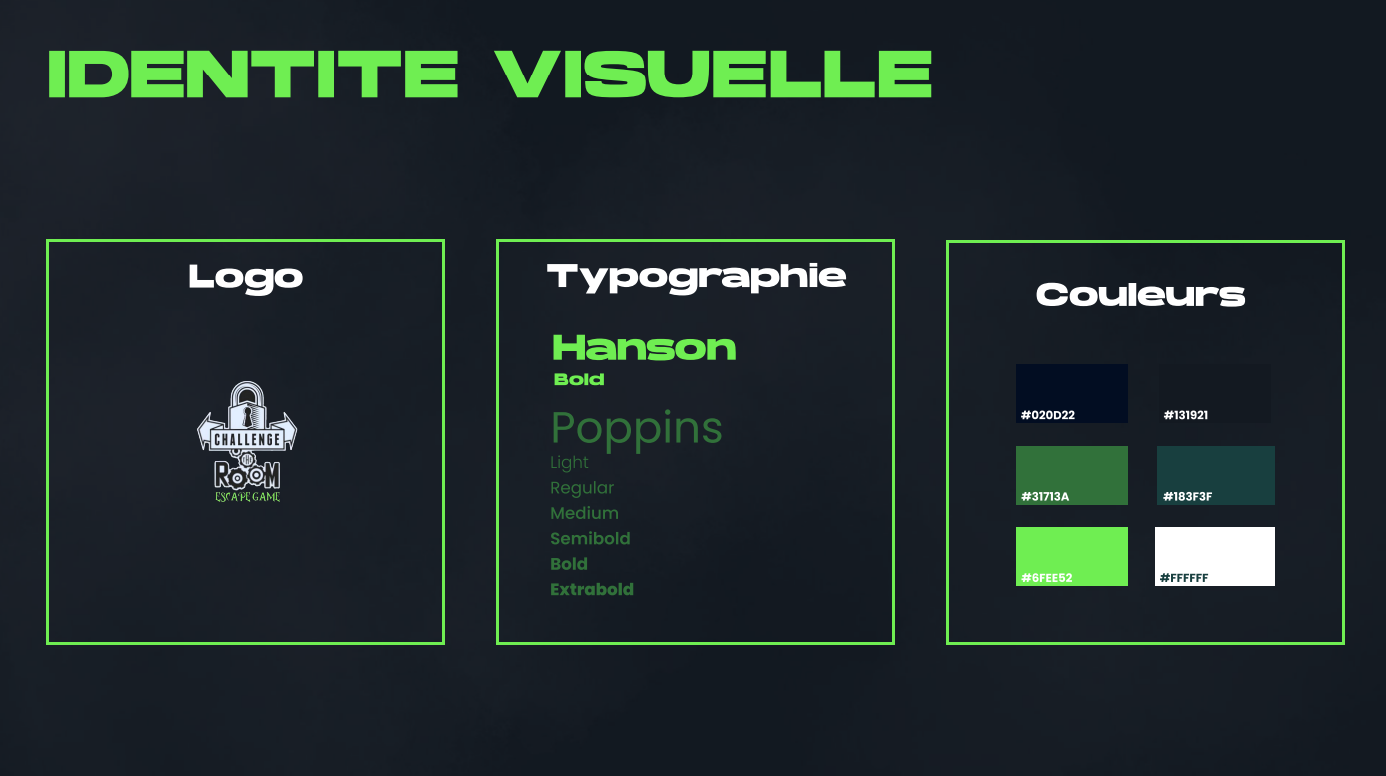 IDENTITE VISUELLE
Logo
CHALLENGE
THE
ROOM
ESCAPE GAME
Typographie
Hanson
Bold
Poppins
Light
Regular
Medium
Semibold
Bold
Extrabold
Couleurs
#020D22
#131921
#31713A
#183F3F
#6FEE52
#FFFFFF